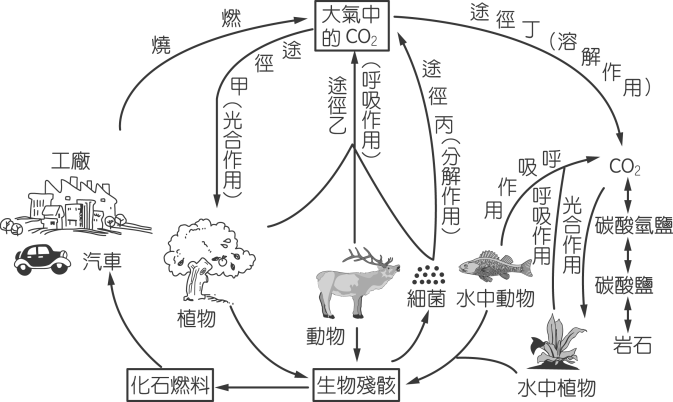 大氣中
的CO₂
燃燒
途徑甲(光合作用)
途徑乙
(呼吸作用)
途徑丙(分解作用)
途徑丁(溶解作用)
工廠
汽車
植物
動物
細菌
水中動物
呼吸作用
呼吸作用
光合作用
CO₂
碳酸氫鹽
碳酸鹽
岩石
水中植物
化石燃料
生物殘骸